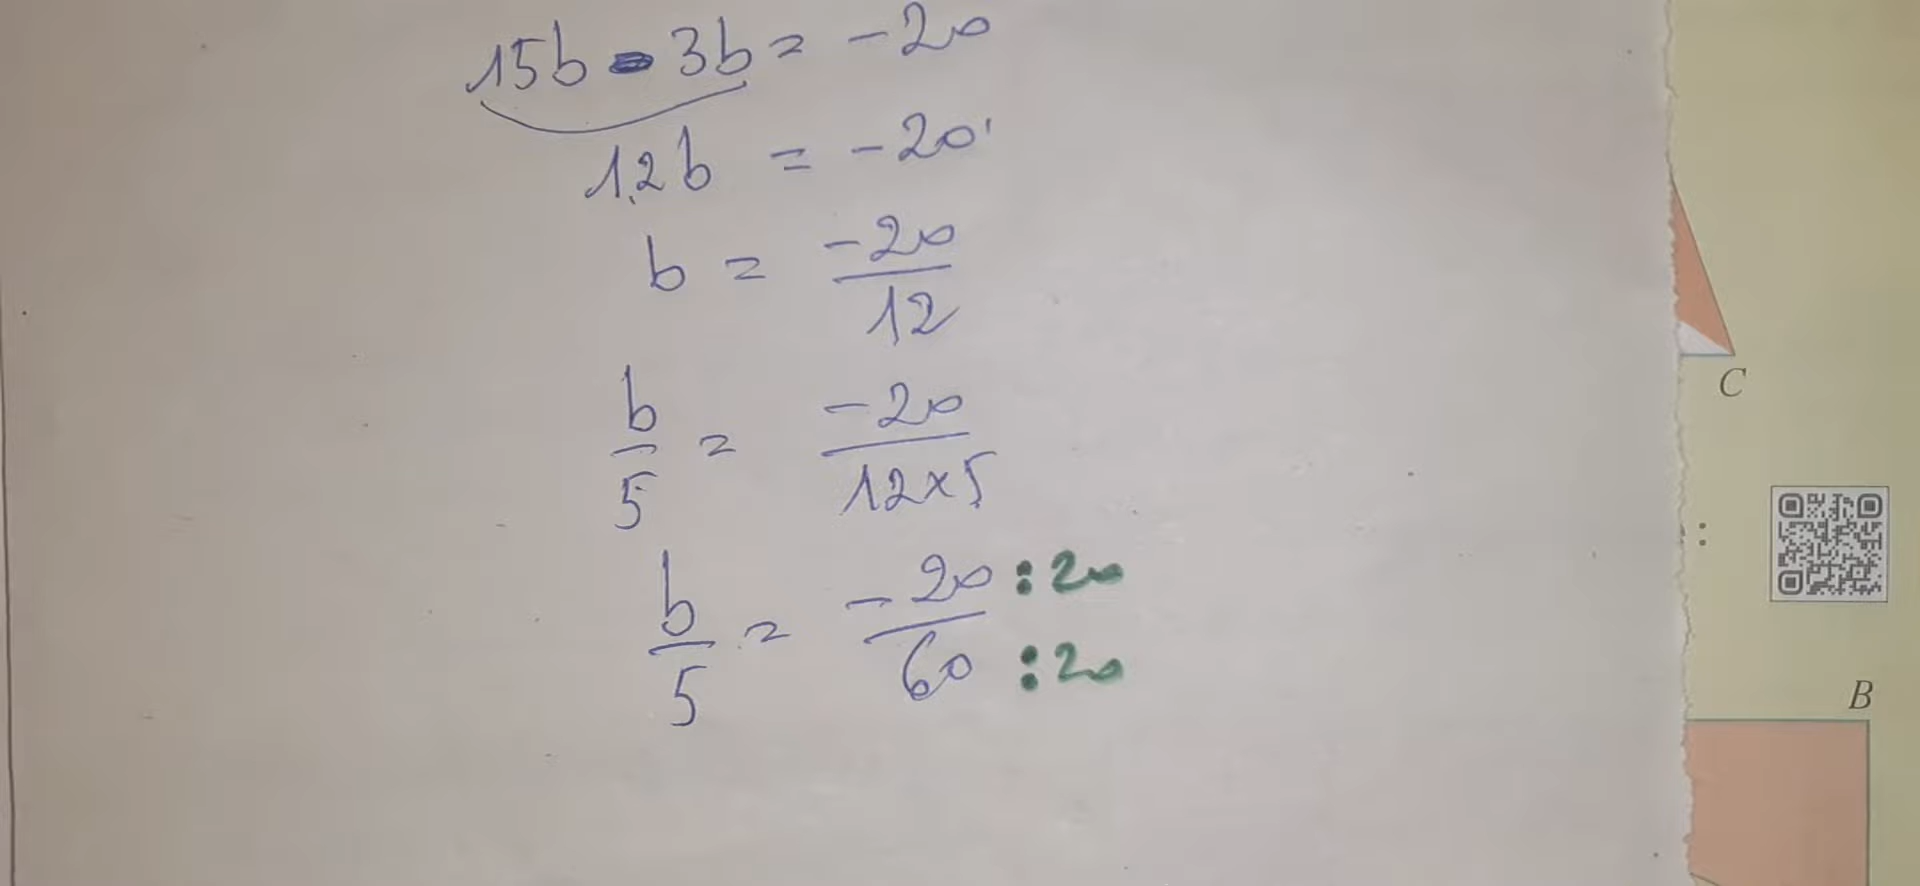 15b - 3b = -20
12b = -20
b = -20/12
b/5 = -20/12×5
b/5 = -20:20/60:20
C
:
B